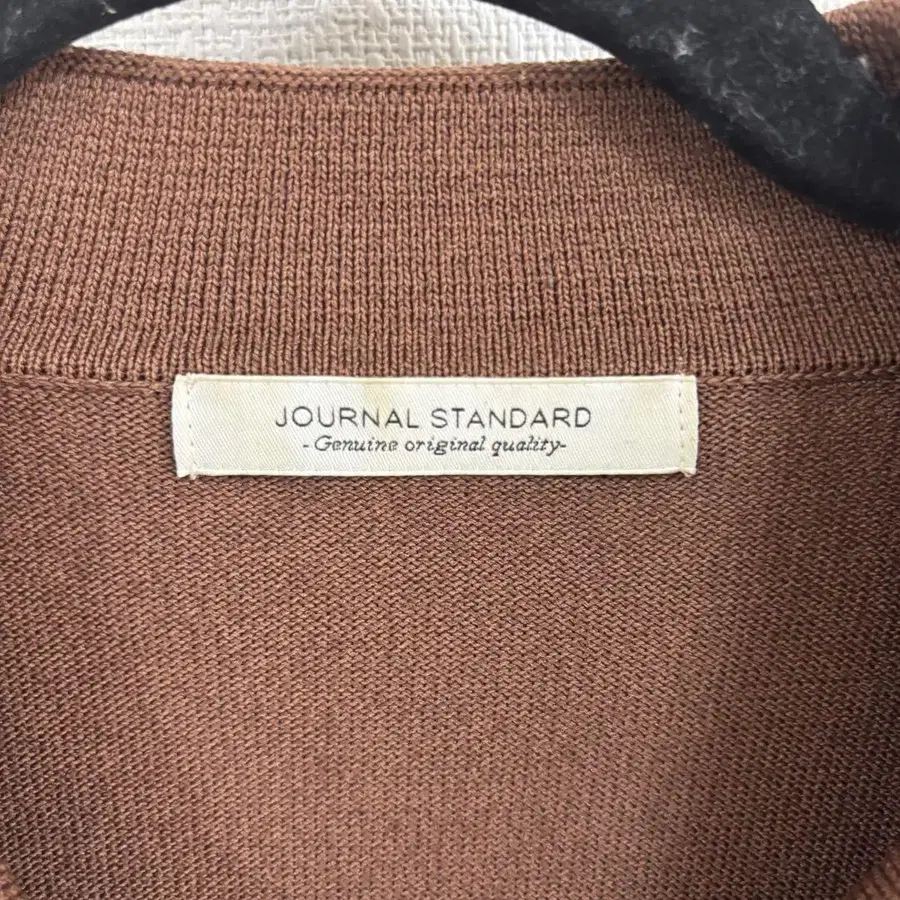 JOURNAL STANDARD
-Genuine original quality-